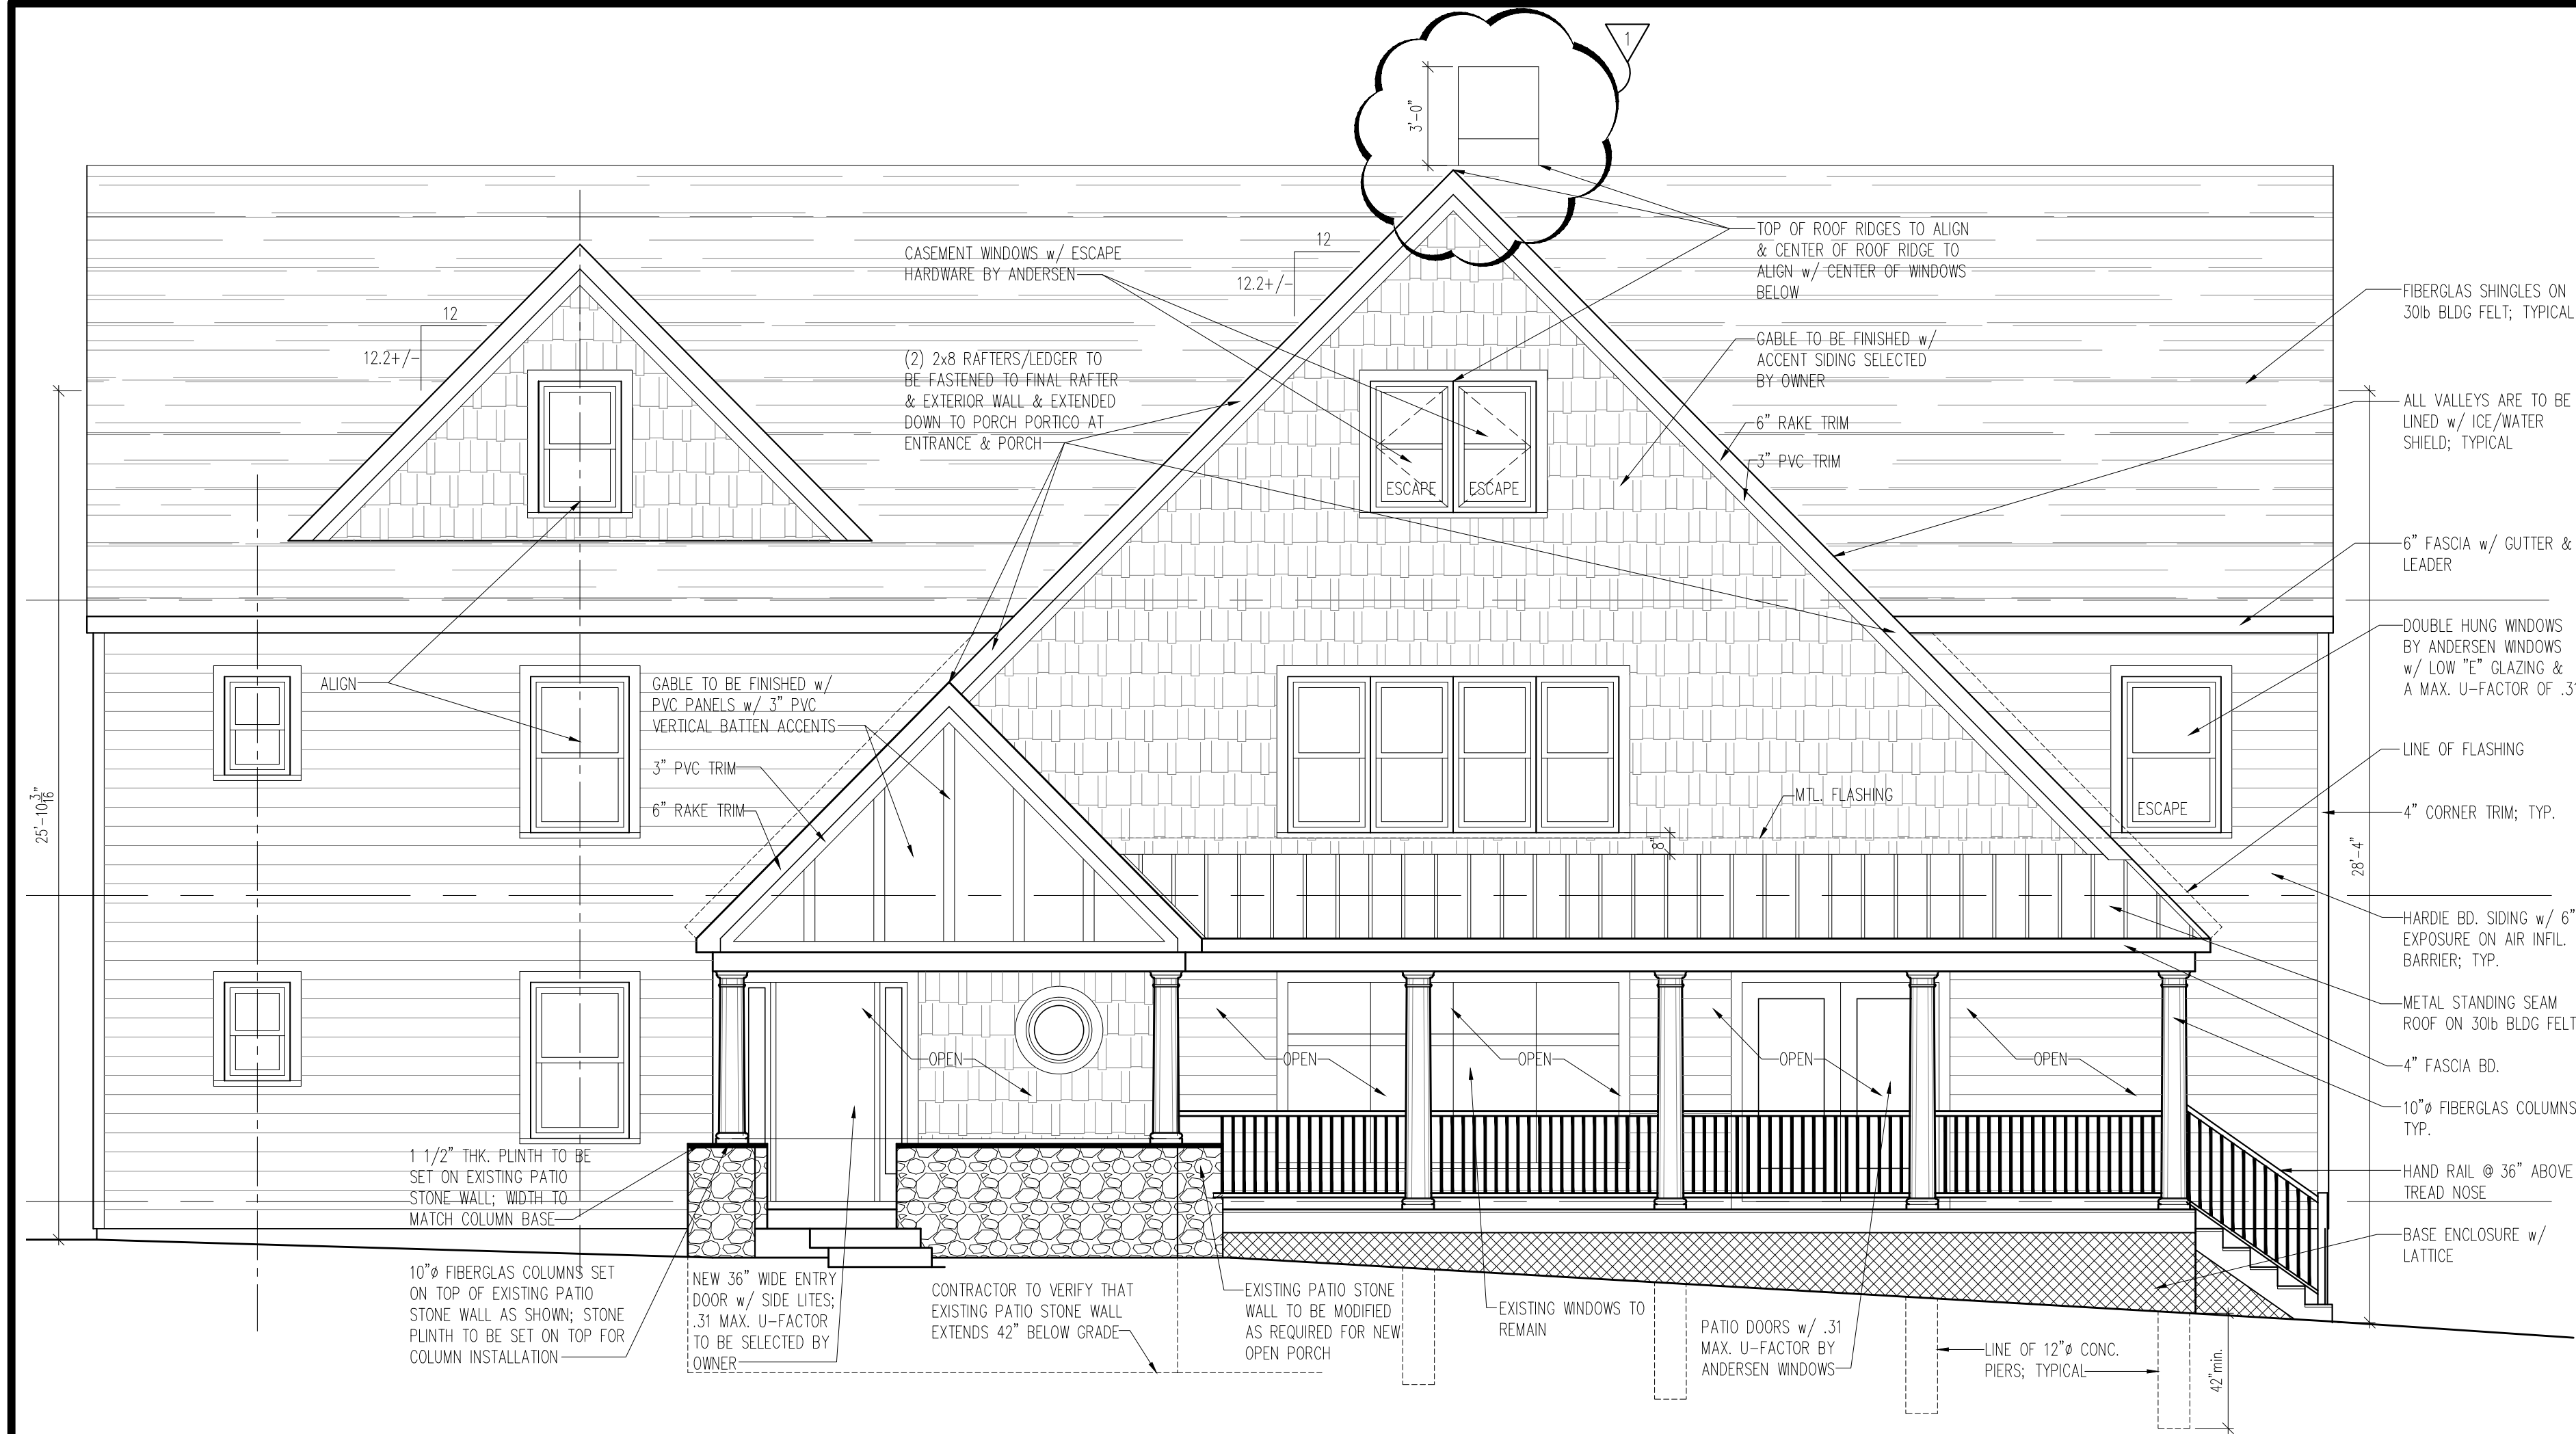 1
3'-0"
TOP OF ROOF RIDGES TO ALIGN
& CENTER OF ROOF RIDGE TO
ALIGN w/ CENTER OF WINDOWS
BELOW
CASEMENT WINDOWS w/ ESCAPE
HARDWARE BY ANDERSEN
12
12.2+/-
12
12.2+/-
(2) 2x8 RAFTERS/LEDGER TO
BE FASTENED TO FINAL RAFTER
& EXTERIOR WALL & EXTENDED
DOWN TO PORCH PORTICO AT
ENTRANCE & PORCH
GABLE TO BE FINISHED w/
ACCENT SIDING SELECTED
BY OWNER
6" RAKE TRIM
3" PVC TRIM
ESCAPE
ESCAPE
FIBERGLAS SHINGLES ON
30lb BLDG FELT; TYPICAL
ALL VALLEYS ARE TO BE
LINED w/ ICE/WATER
SHIELD; TYPICAL
6" FASCIA w/ GUTTER &
LEADER
DOUBLE HUNG WINDOWS
BY ANDERSEN WINDOWS
w/ LOW "E" GLAZING &
A MAX. U-FACTOR OF .31
LINE OF FLASHING
4" CORNER TRIM; TYP.
28'-4"
HARDIE BD. SIDING w/ 6"
EXPOSURE ON AIR INFIL.
BARRIER; TYP.
METAL STANDING SEAM
ROOF ON 30lb BLDG FELT
4" FASCIA BD.
10"ø FIBERGLAS COLUMNS
TYP.
HAND RAIL @ 36" ABOVE
TREAD NOSE
BASE ENCLOSURE w/
LATTICE
ALIGN
GABLE TO BE FINISHED w/
PVC PANELS w/ 3" PVC
VERTICAL BATTEN ACCENTS
3" PVC TRIM
6" RAKE TRIM
25'-10 3/16"
MTL. FLASHING
8"
ESCAPE
OPEN
OPEN
OPEN
OPEN
OPEN
1 1/2" THK. PLINTH TO BE
SET ON EXISTING PATIO
STONE WALL; WIDTH TO
MATCH COLUMN BASE
10"ø FIBERGLAS COLUMNS SET
ON TOP OF EXISTING PATIO
STONE WALL AS SHOWN; STONE
PLINTH TO BE SET ON TOP FOR
COLUMN INSTALLATION
NEW 36" WIDE ENTRY
DOOR w/ SIDE LITES;
.31 MAX. U-FACTOR
TO BE SELECTED BY
OWNER
CONTRACTOR TO VERIFY THAT
EXISTING PATIO STONE WALL
EXTENDS 42" BELOW GRADE
EXISTING PATIO STONE
WALL TO BE MODIFIED
AS REQUIRED FOR NEW
OPEN PORCH
EXISTING WINDOWS TO
REMAIN
PATIO DOORS w/ .31
MAX. U-FACTOR BY
ANDERSEN WINDOWS
LINE OF 12"ø CONC.
PIERS; TYPICAL
42"min.